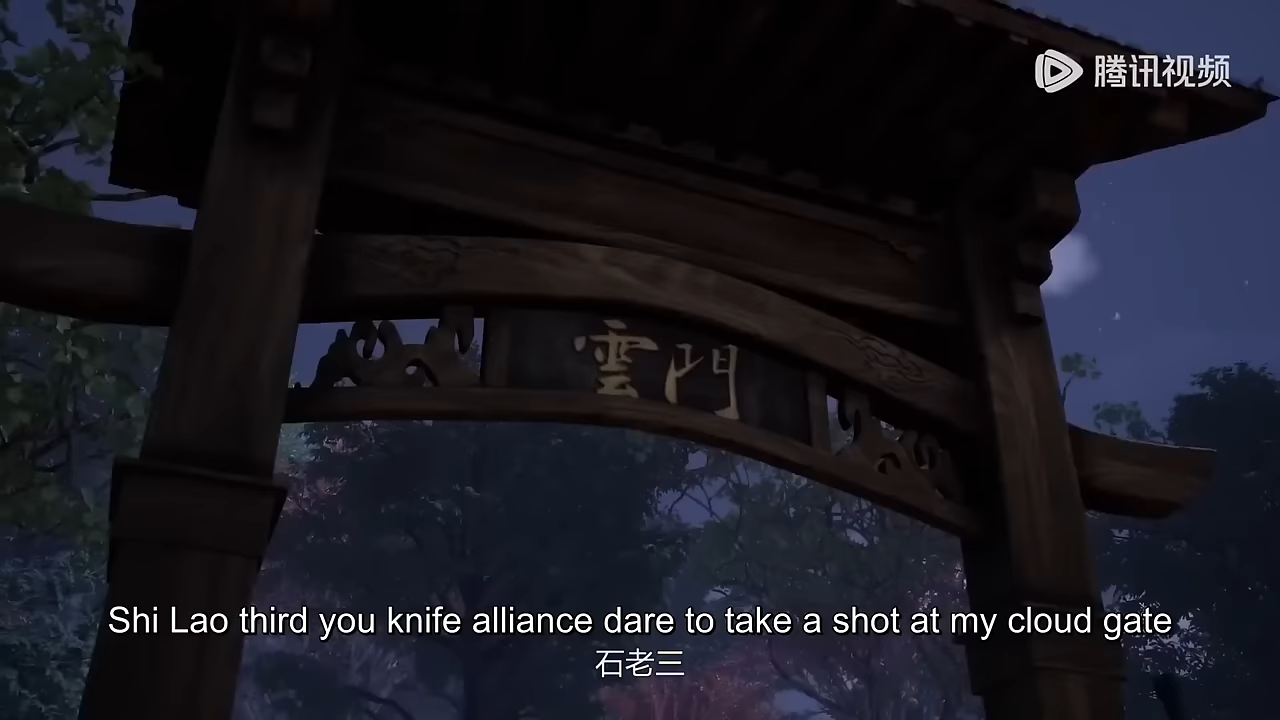 腾讯视频
雲門
Shi Lao third you knife alliance dare to take a shot at my cloud gate
石老三